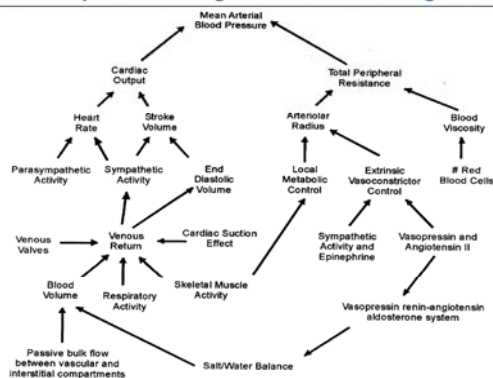 Mean Arterial
Blood Pressure
Cardiac
Output
Total Peripheral
Resistance
Heart
Rate
Stroke
Volume
Arteriolar
Radius
Blood
Viscosity
Parasympathetic
Activity
Sympathetic
Activity
End
Diastolic
Volume
Local
Metabolic
Control
Extrinsic
Vasoconstrictor
Control
# Red
Blood Cells
Venous
Valves
Venous
Return
Cardiac Suction
Effect
Sympathetic
Activity and
Epinephrine
Vasopressin and
Angiotensin II
Blood
Volume
Respiratory
Activity
Skeletal Muscle
Activity
Vasopressin renin-angiotensin
aldosterone system
Passive bulk flow
between vascular and
interstitial compartments
Salt/Water Balance